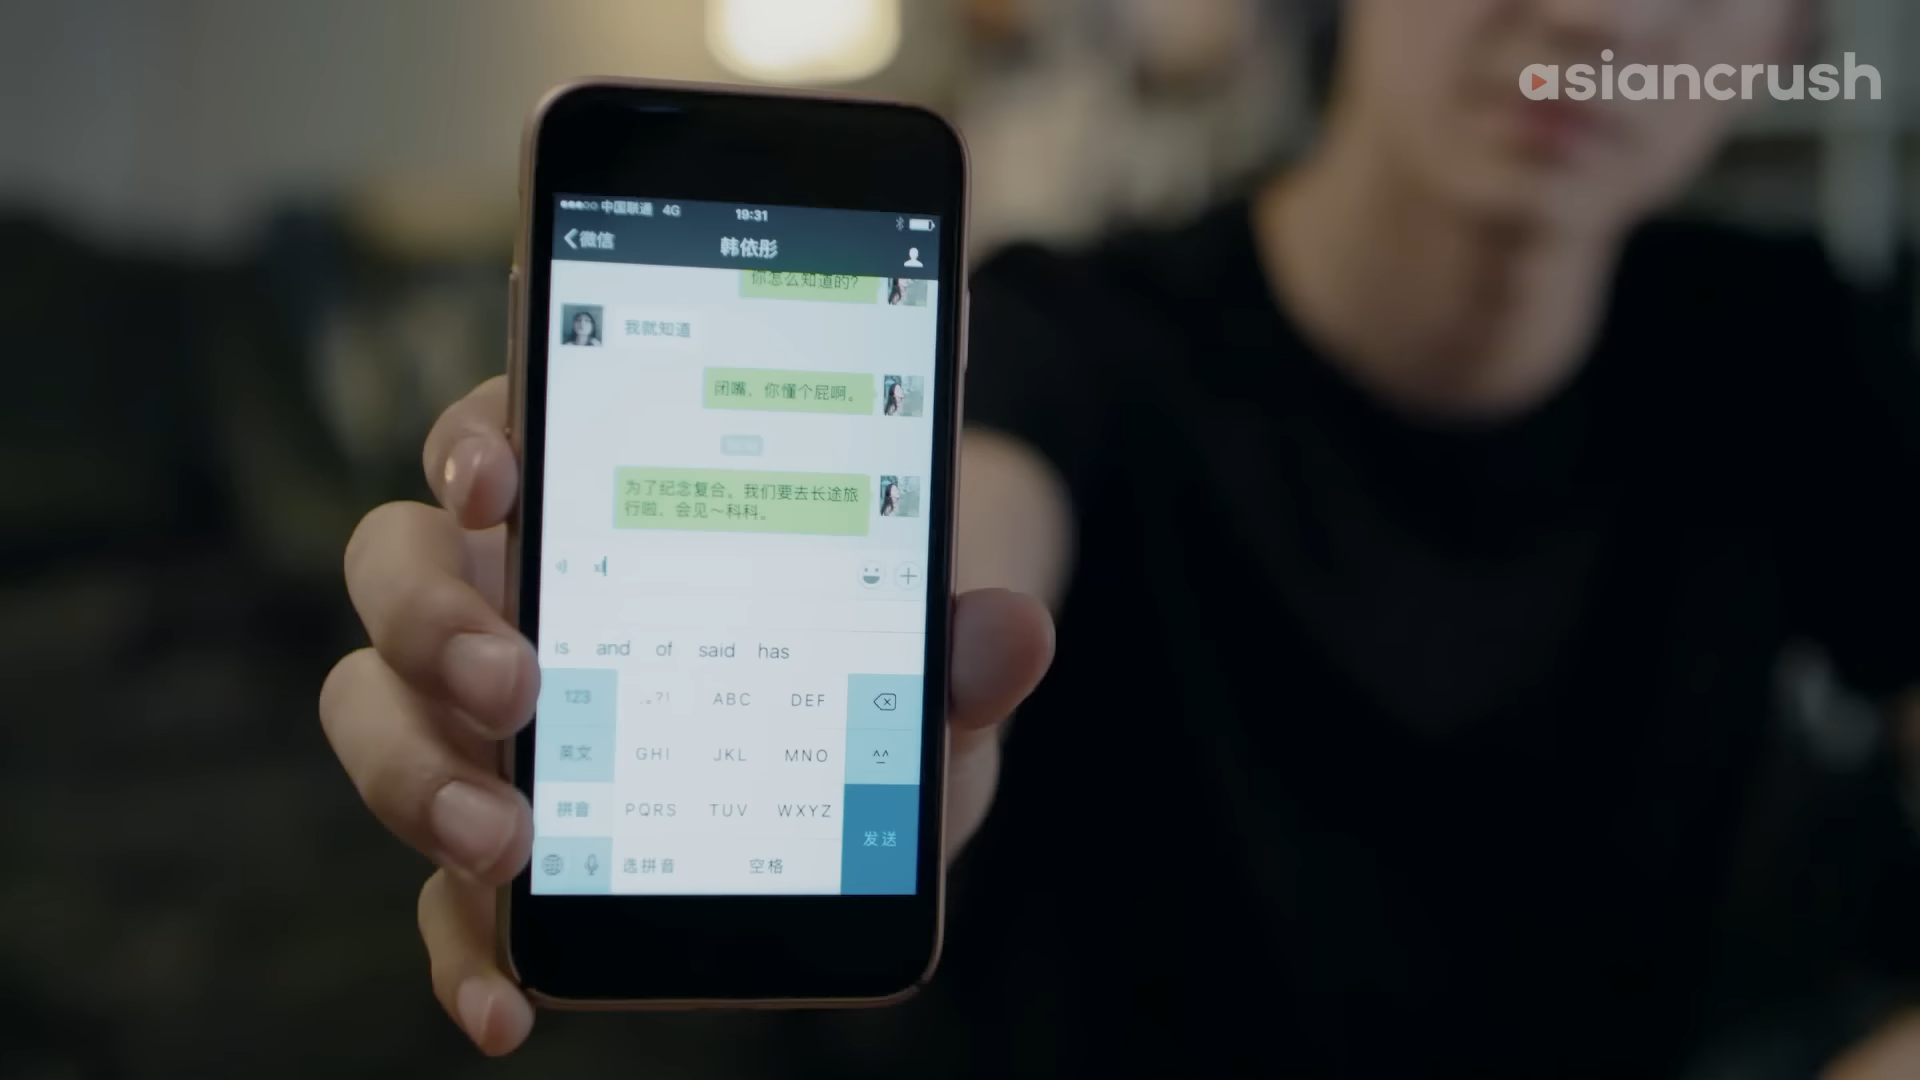 asiancrush
中国联通 4G 19:31
微信 韩依彤
你怎么知道的?
我就知道
闭嘴，你懂个屁啊。
为了纪念复合。我们要去长途旅
行啦、会见～科科。
is and of said has
123 .。?! ABC DEF
英文 GHI JKL MNO ^^
拼音 PQRS TUV WXYZ
发送
选拼音 空格